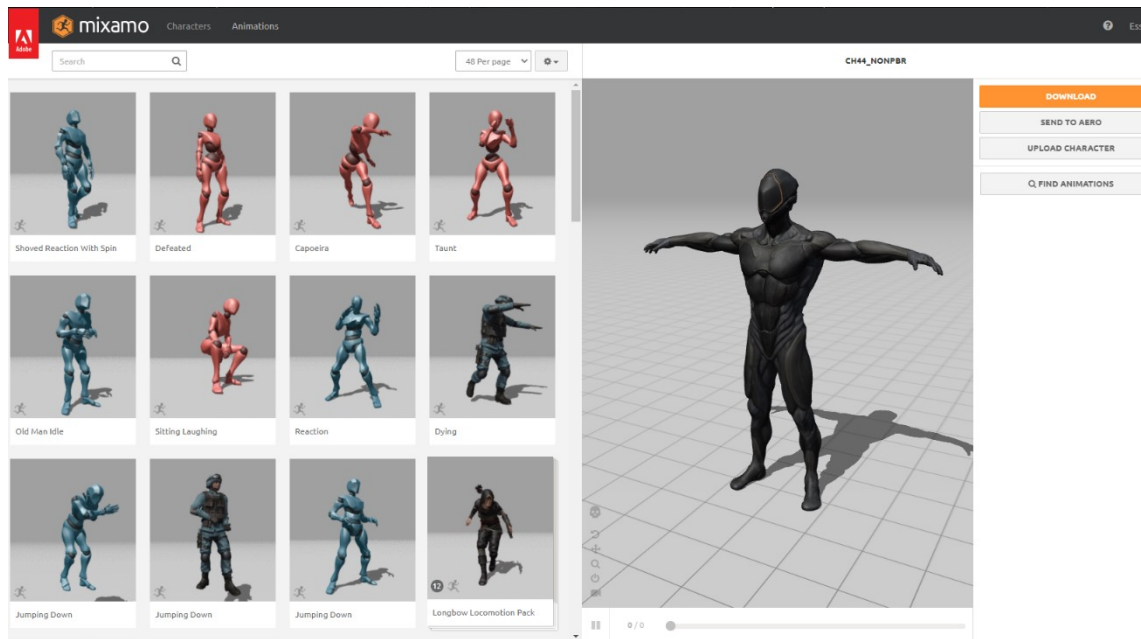 Adobe
mixamo
Characters
Animations
Ess
Search
48 Per page
CH44_NONPBR
DOWNLOAD
SEND TO AERO
UPLOAD CHARACTER
FIND ANIMATIONS
Shoved Reaction With Spin
Defeated
Capoeira
Taunt
Old Man Idle
Sitting Laughing
Reaction
Dying
12
Jumping Down
Jumping Down
Jumping Down
Longbow Locomotion Pack
0 / 0